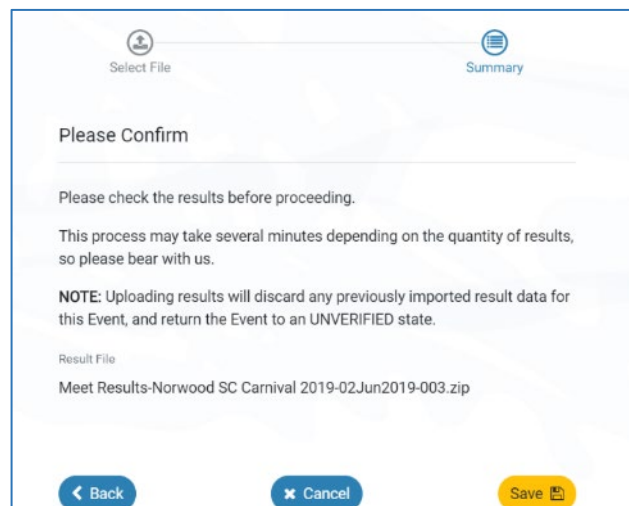 Select File
Summary
Please Confirm
Please check the results before proceeding.
This process may take several minutes depending on the quantity of results,
so please bear with us.
NOTE: Uploading results will discard any previously imported result data for
this Event, and return the Event to an UNVERIFIED state.
Result File
Meet Results-Norwood SC Carnival 2019-02Jun2019-003.zip
Back
Cancel
Save